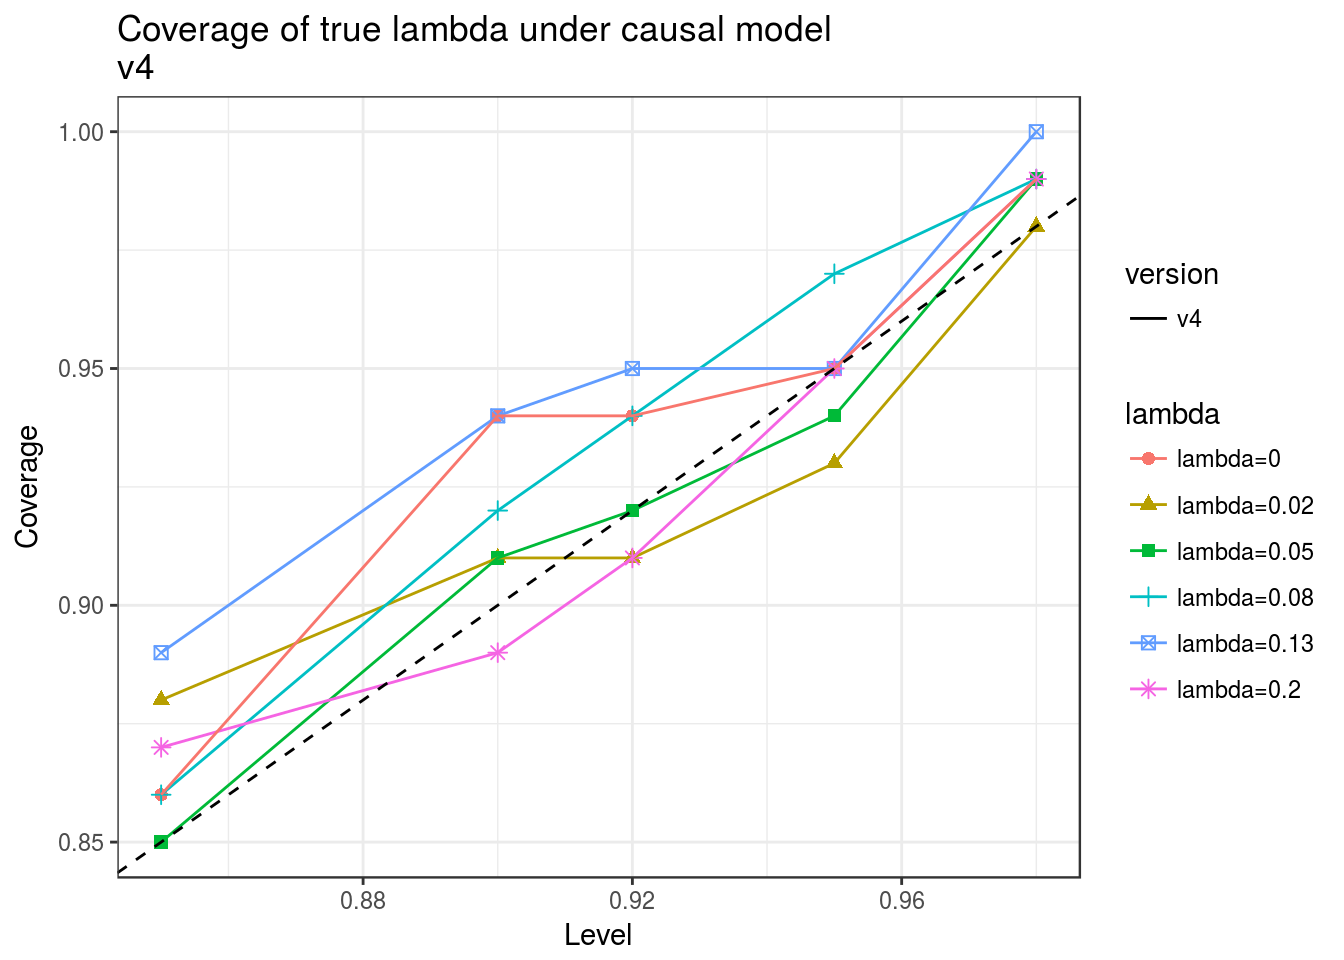 Coverage of true lambda under causal model
v4
1.00
0.95
0.90
0.85
Coverage
0.88
0.92
0.96
Level
version
v4
lambda
lambda=0
lambda=0.02
lambda=0.05
lambda=0.08
lambda=0.13
lambda=0.2